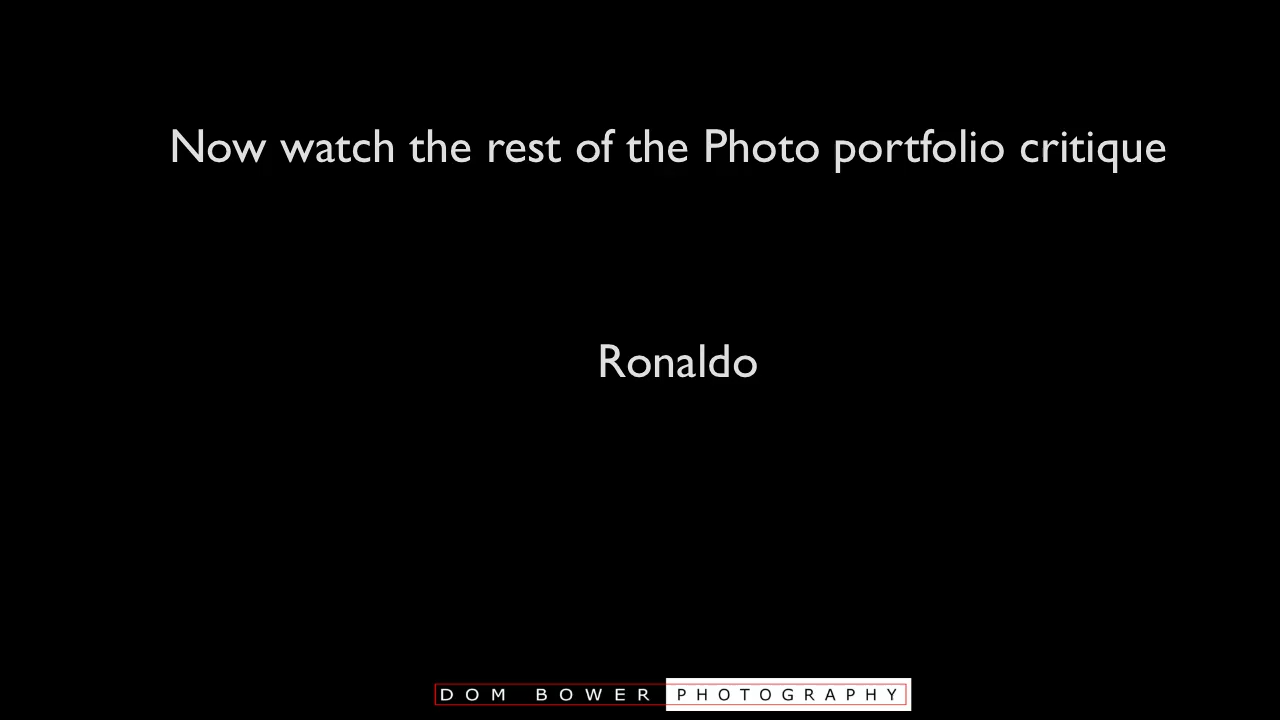 Now watch the rest of the Photo portfolio critique
Ronaldo
DOM BOWER PHOTOGRAPHY